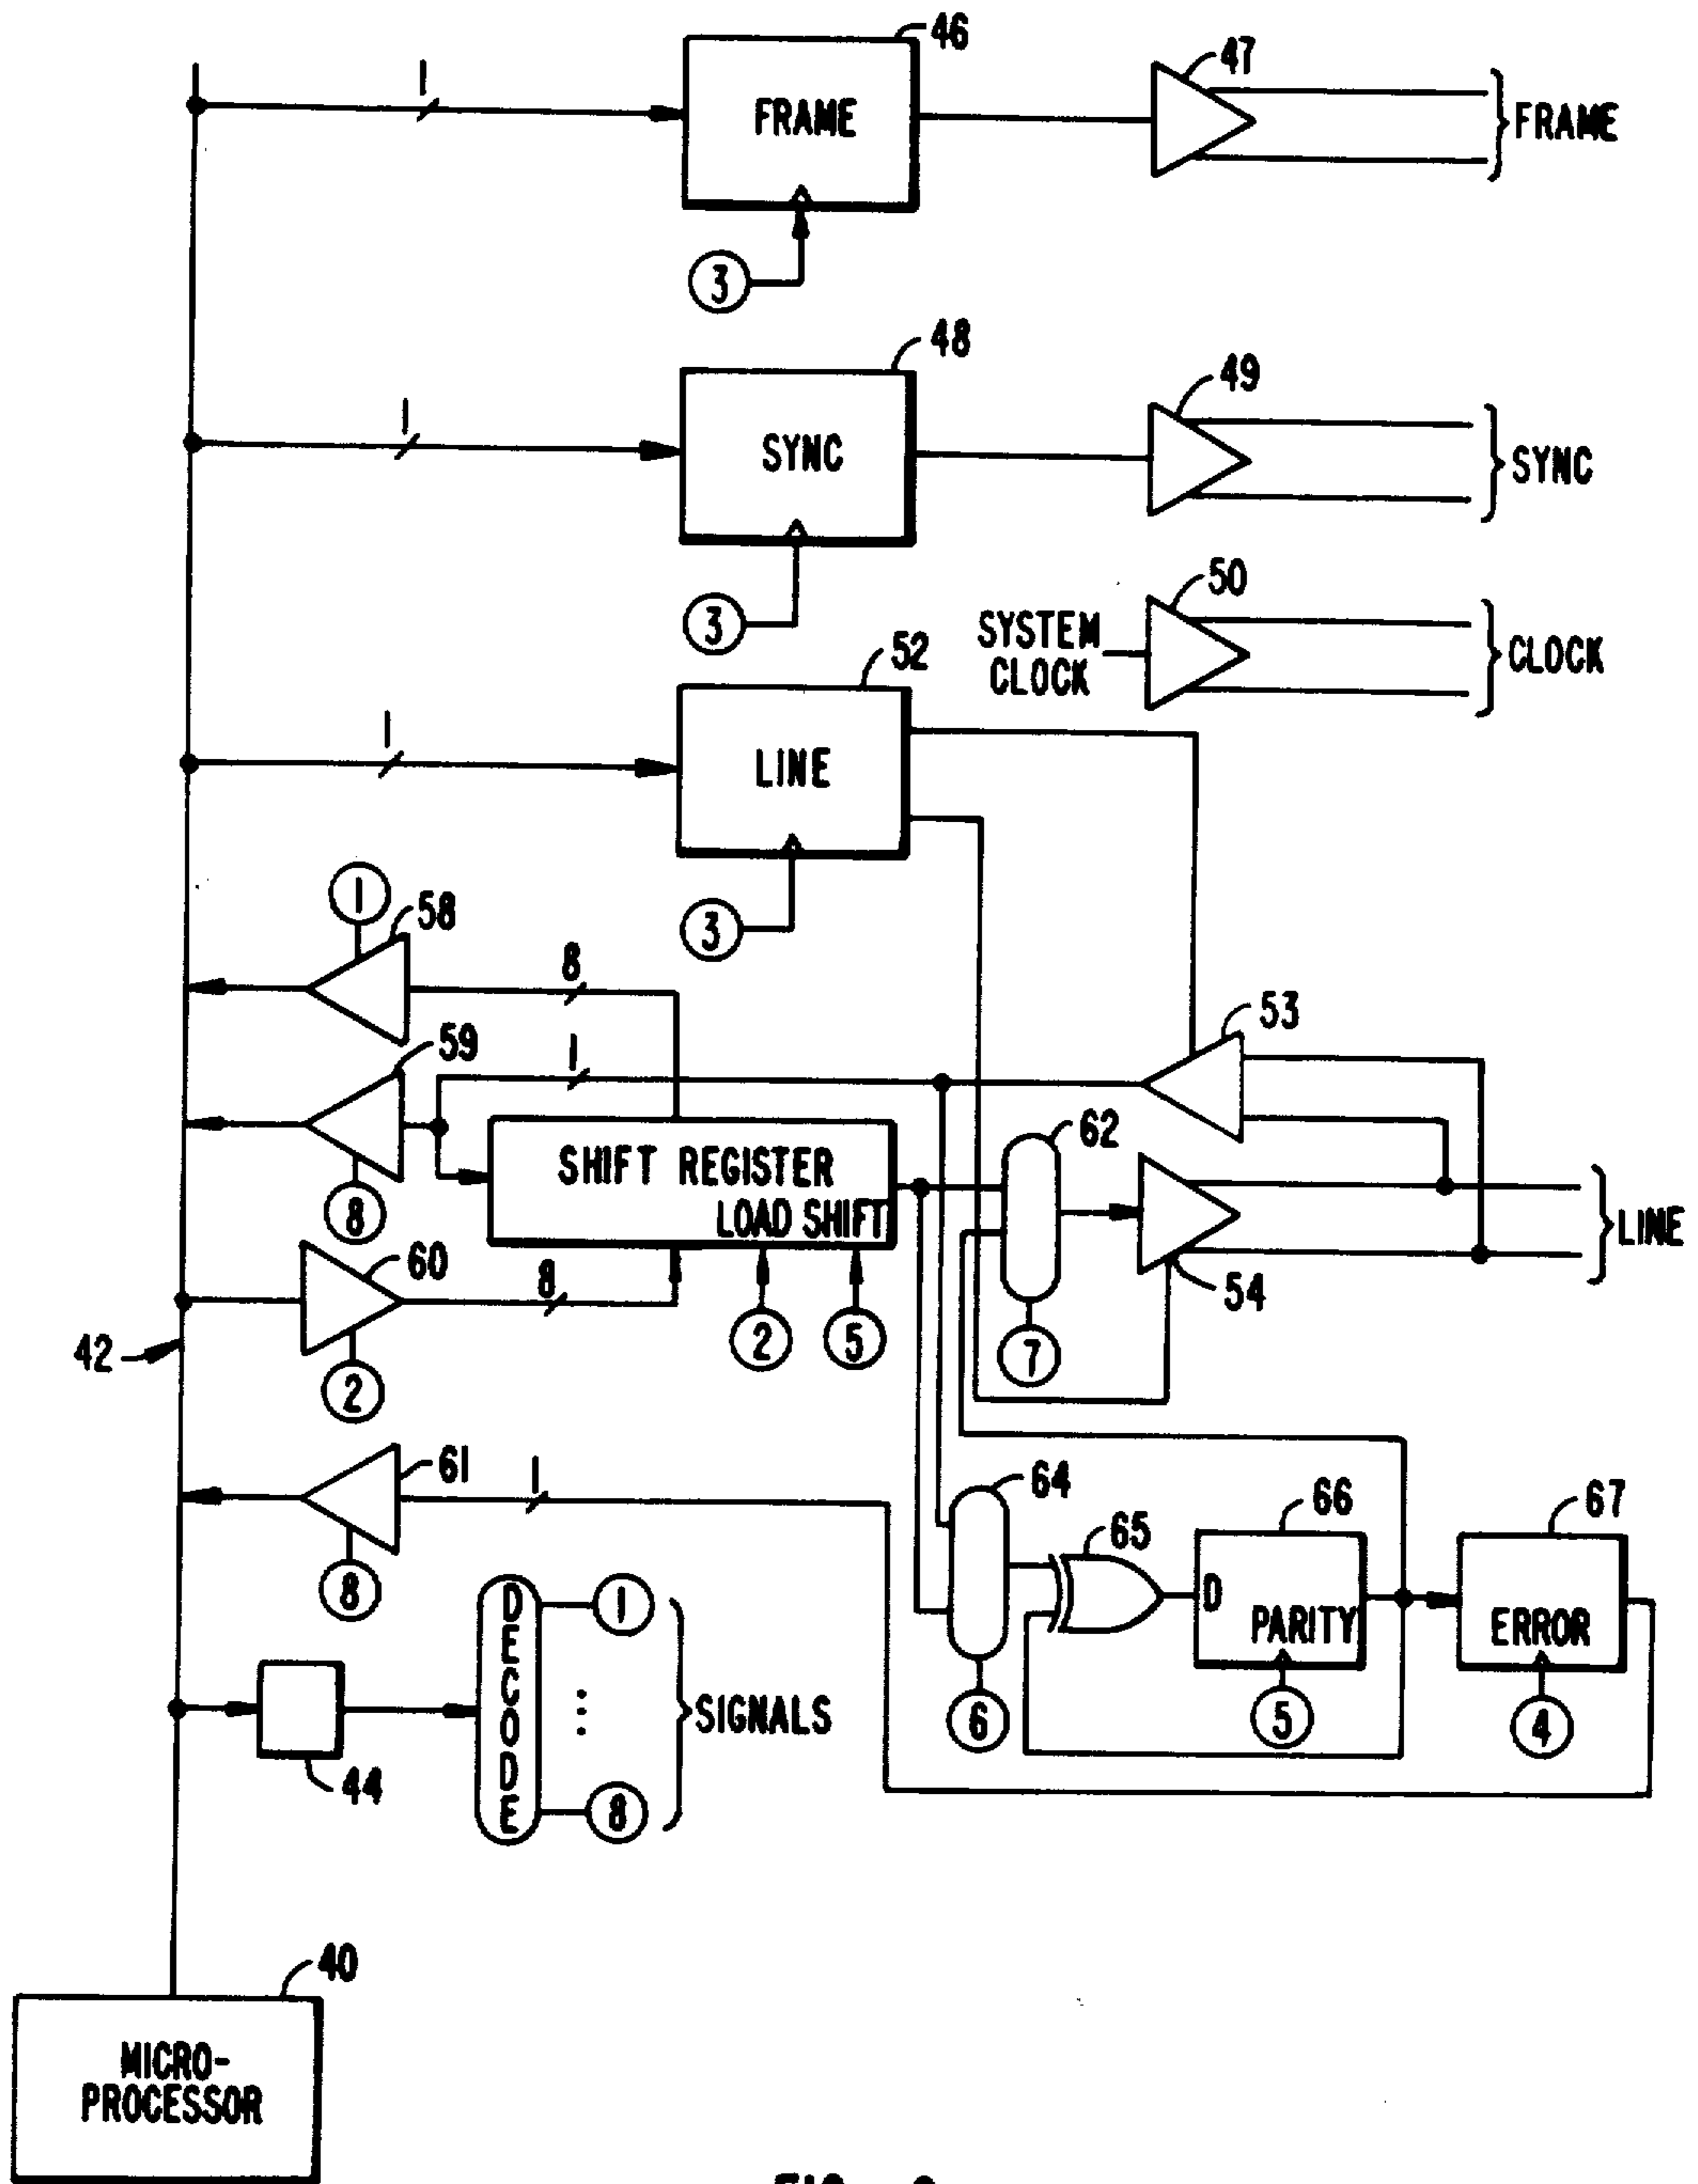 46
1
FRAME
47
FRAME
3
48
1
SYNC
49
SYNC
3
50
SYSTEM
CLOCK
CLOCK
52
1
LINE
3
1
58
8
53
59
1
62
SHIFT REGISTER
LOAD SHIFT
8
60
8
LINE
54
42
2
2
5
7
61
1
64
65
66
67
8
D
PARITY
ERROR
DECODE
1
SIGNALS
6
5
4
44
8
40
MICRO-
PROCESSOR